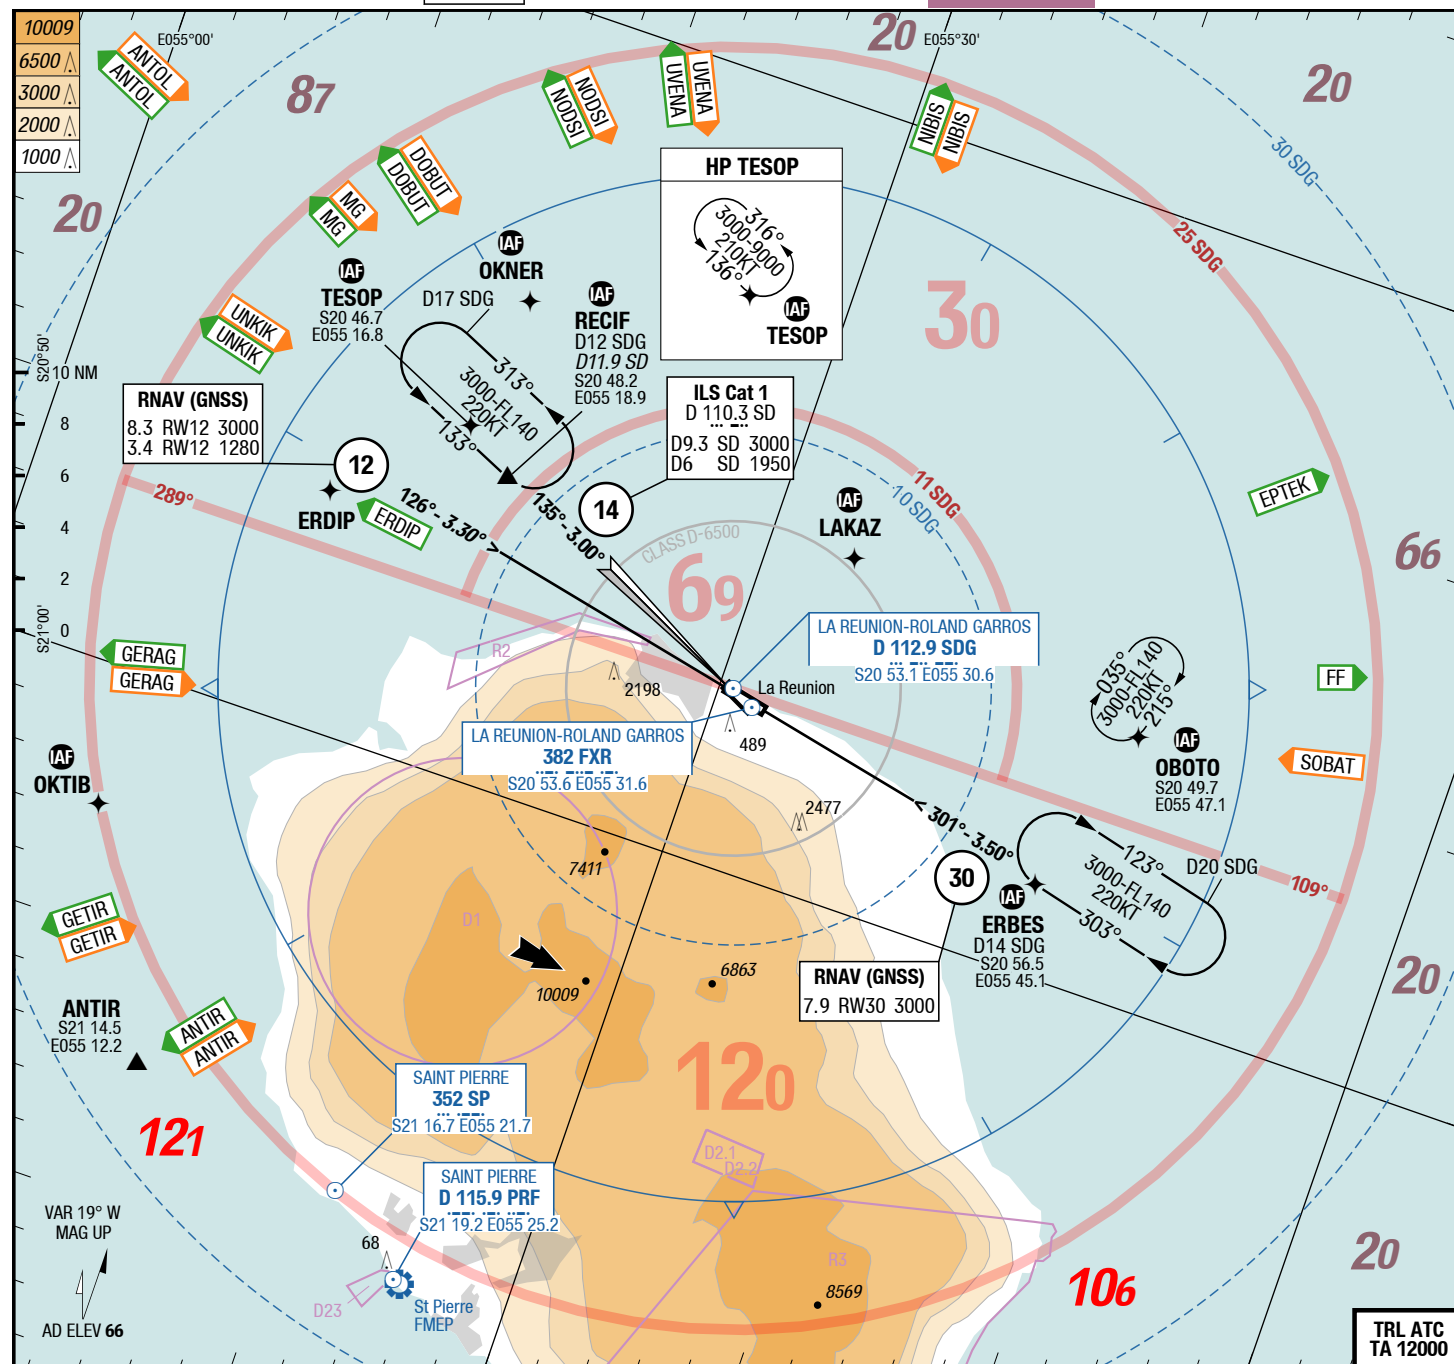 10009
6500
3000
2000
1000
E055°00'
ANTOL
ANTOL
87
NODSI
NODSI
UVENA
UVENA
20
E055°30'
NIBIS
NIBIS
20
30 SDG
DOBUT
DOBUT
MG
MG
20
HP TESOP
316°
3000-9000
210KT
136°
IAF
TESOP
25 SDG
IAF
OKNER
IAF
TESOP
S20 46.7
E055 16.8
D17 SDG
IAF
RECIF
D12 SDG
D11.9 SD
S20 48.2
E055 18.9
30
UNKIK
UNKIK
313°
3000-FL140
220KT
133°
S20°50'
10 NM
8
6
4
2
0
S21°00'
RNAV (GNSS)
8.3 RW12 3000
3.4 RW12 1280
ILS Cat 1
D 110.3 SD
D9.3 SD 3000
D6 SD 1950
12
289°
ERDIP
ERDIP
126° - 3.30° >
135°- 3.00°
14
11 SDG
10 SDG
IAF
LAKAZ
CLASS D-6500
69
EPTEK
66
LA REUNION-ROLAND GARROS
D 112.9 SDG
S20 53.1 E055 30.6
GERAG
GERAG
R2
2198
La Reunion
489
LA REUNION-ROLAND GARROS
382 FXR
S20 53.6 E055 31.6
035°
3000-FL140
220KT
215°
FF
IAF
OBOTO
S20 49.7
E055 47.1
SOBAT
IAF
OKTIB
2477
7411
< 301°- 3.50°
30
123°
3000-FL140
220KT
303°
D20 SDG
109°
IAF
ERBES
D14 SDG
S20 56.5
E055 45.1
GETIR
GETIR
D1
10009
6863
RNAV (GNSS)
7.9 RW30 3000
20
ANTIR
S21 14.5
E055 12.2
ANTIR
ANTIR
SAINT PIERRE
352 SP
S21 16.7 E055 21.7
120
121
D2.1
D2.2
SAINT PIERRE
D 115.9 PRF
S21 19.2 E055 25.2
VAR 19° W
MAG UP
68
R3
8569
20
106
D23
St Pierre
FMEP
AD ELEV 66
TRL ATC
TA 12000